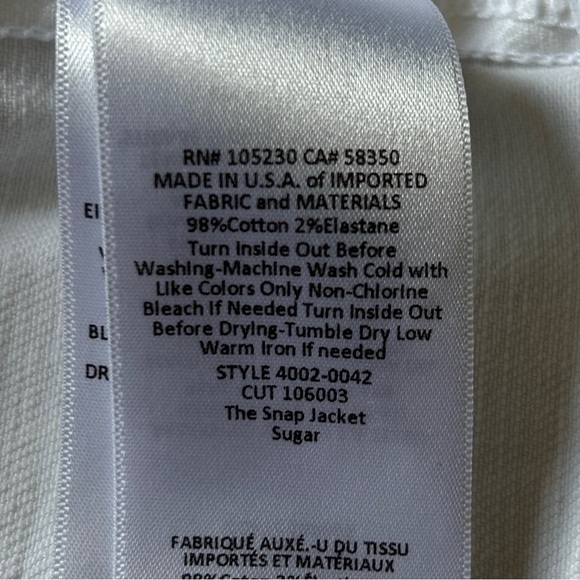 RN# 105230 CA# 58350
MADE IN U.S.A. of IMPORTED
FABRIC and MATERIALS
98%Cotton 2%Elastane
Turn Inside Out Before
Washing-Machine Wash Cold with
Like Colors Only Non-Chlorine
Bleach If Needed Turn Inside Out
Before Drying-Tumble Dry Low
Warm Iron If needed
STYLE 4002-0042
CUT 106003
The Snap Jacket
Sugar
FABRIQUÉ AUXÉ.-U DU TISSU
IMPORTÉS ET MATÉRIAUX
EI
BL
DR